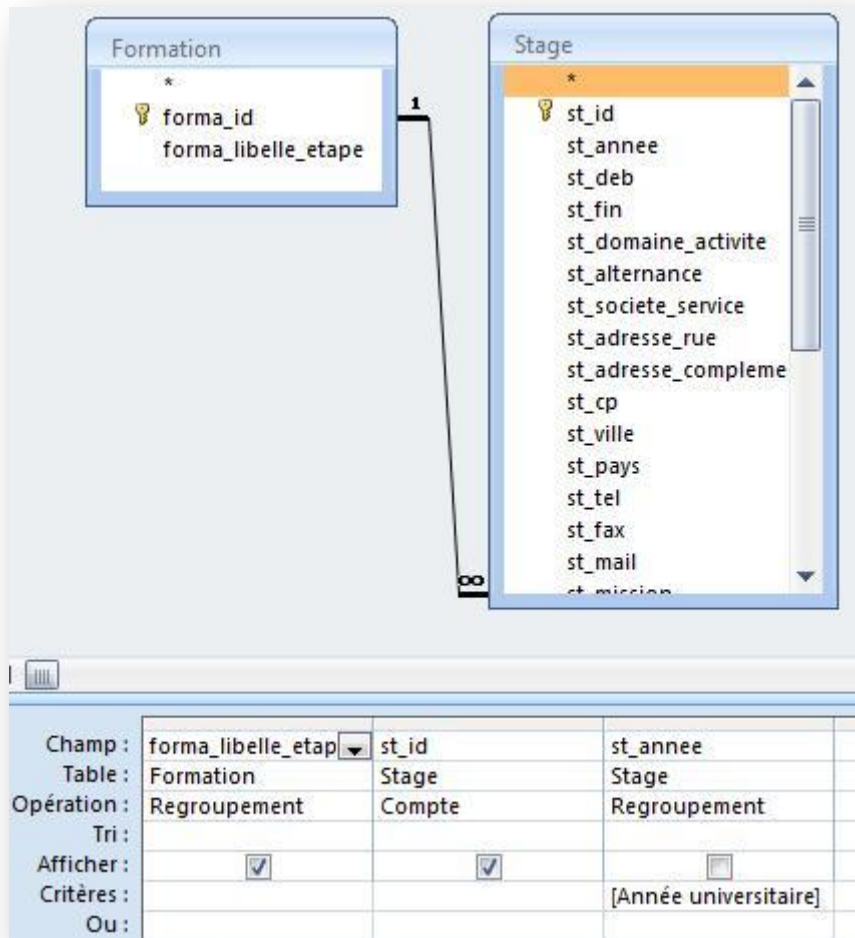 Formation
*
forma_id
forma_libelle_etape
1
∞
Stage
*
st_id
st_annee
st_deb
st_fin
st_domaine_activite
st_alternance
st_societe_service
st_adresse_rue
st_adresse_compleme
st_cp
st_ville
st_pays
st_tel
st_fax
st_mail
st_mission
Champ : forma_libelle_etap st_id st_annee
Table : Formation Stage Stage
Opération : Regroupement Compte Regroupement
Tri :
Afficher :
Critères : [Année universitaire]
Ou :